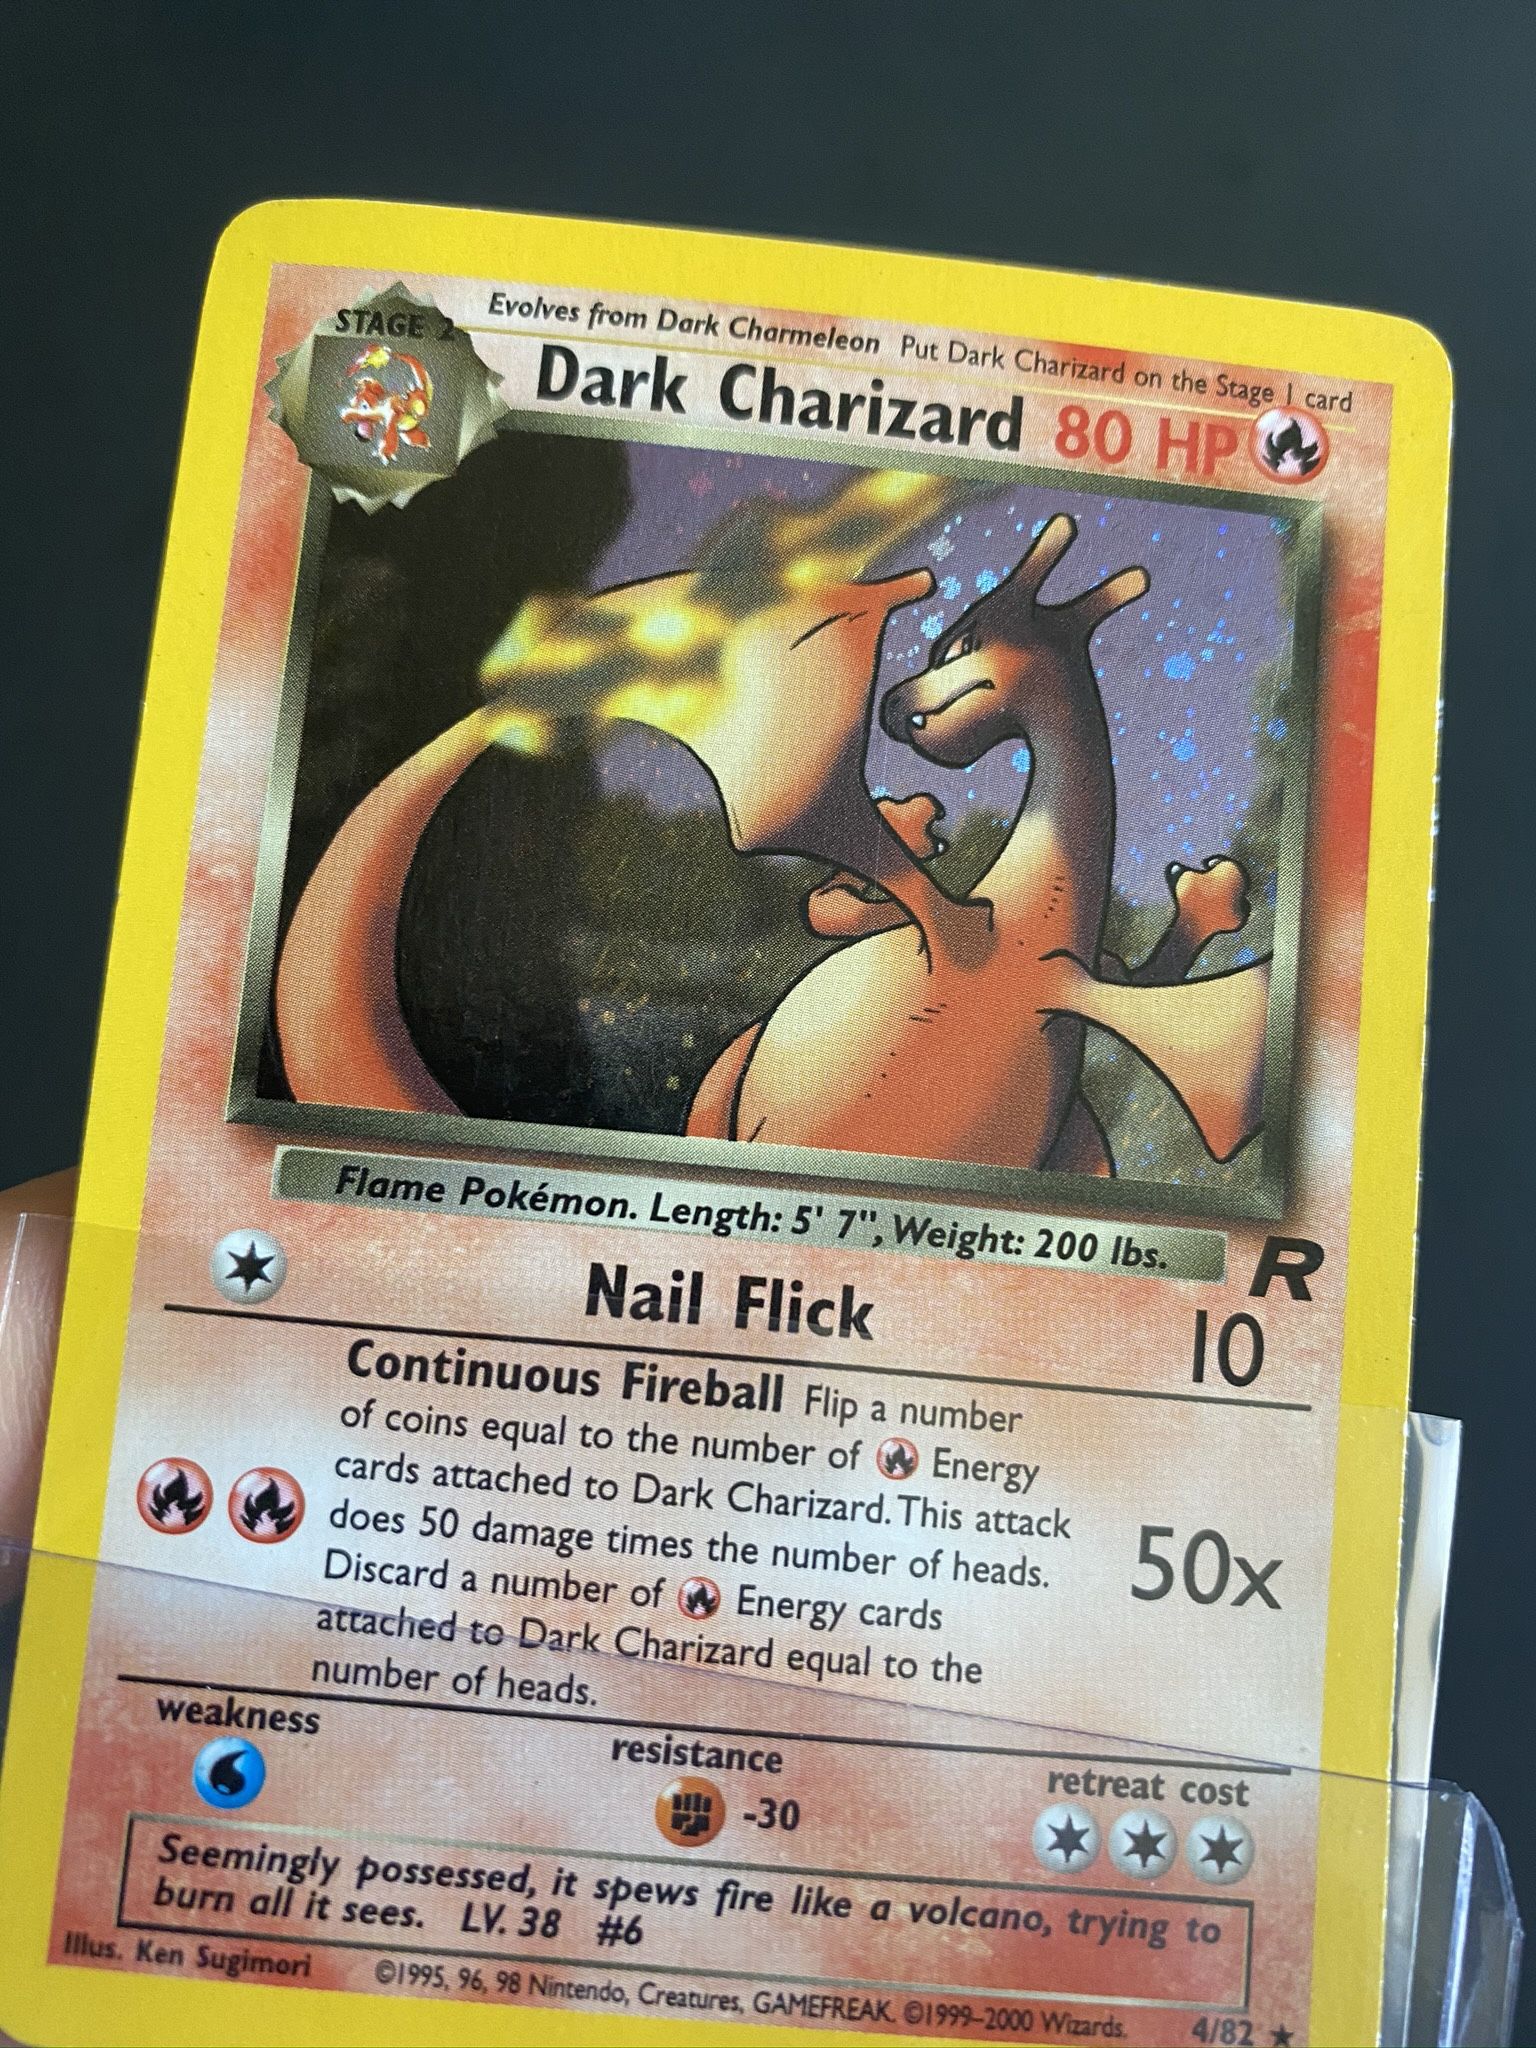 STAGE 2
Evolves from Dark Charmeleon Put Dark Charizard on the Stage 1 card
Dark Charizard 80 HP
Flame Pokémon. Length: 5' 7", Weight: 200 lbs.
R
Nail Flick 10
Continuous Fireball Flip a number
of coins equal to the number of Energy
cards attached to Dark Charizard. This attack
does 50 damage times the number of heads.
Discard a number of Energy cards
attached to Dark Charizard equal to the
number of heads.
50x
weakness resistance retreat cost
-30
Seemingly possessed, it spews fire like a volcano, trying to
burn all it sees. LV. 38 #6
Illus. Ken Sugimori ©1995, 96, 98 Nintendo, Creatures, GAMEFREAK. ©1999-2000 Wizards. 4/82 ★